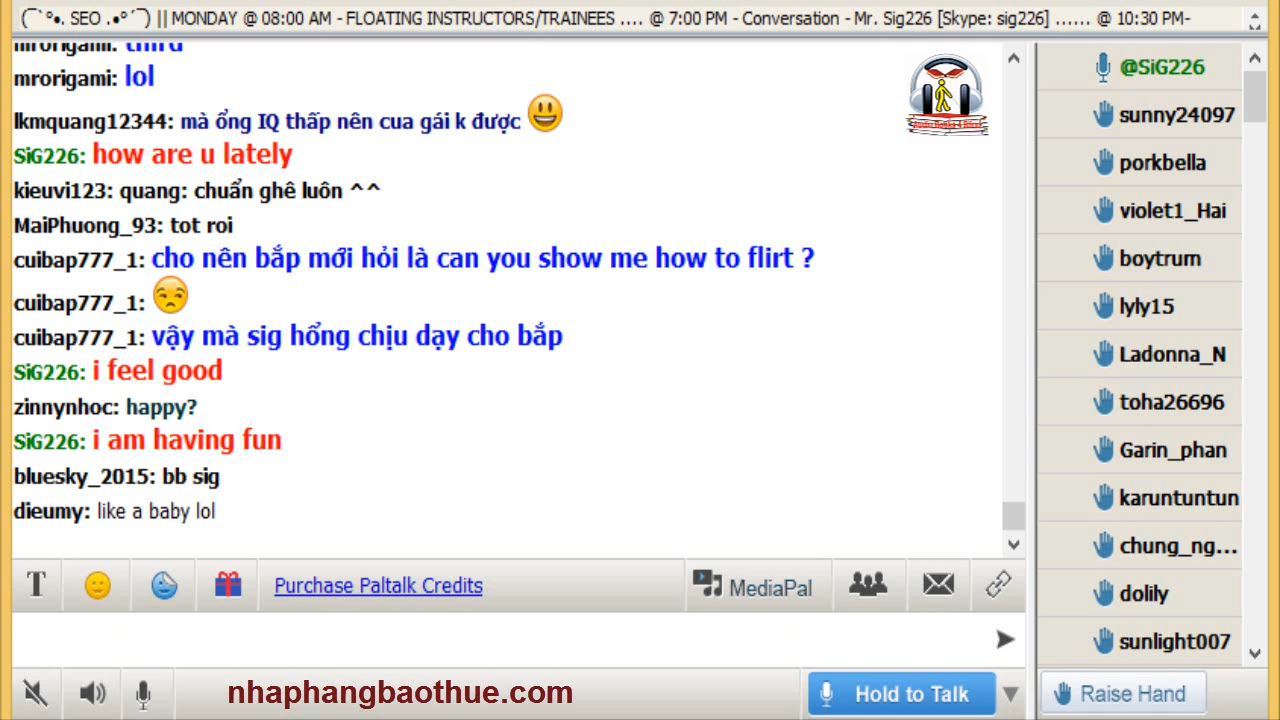 (¯`°•. SEO .•°´¯) || MONDAY @ 08:00 AM - FLOATING INSTRUCTORS/TRAINEES .... @ 7:00 PM - Conversation - Mr. Sig226 [Skype: sig226] ...... @ 10:30 PM-
mrorigami: third
mrorigami: lol
lkmquang12344: mà ổng IQ thấp nên cua gái k được
SiG226: how are u lately
kieuvi123: quang: chuẩn ghê luôn ^^
MaiPhuong_93: tot roi
cuibap777_1: cho nên bắp mới hỏi là can you show me how to flirt ?
cuibap777_1:
cuibap777_1: vậy mà sig hổng chịu dạy cho bắp
SiG226: i feel good
zinnynhoc: happy?
SiG226: i am having fun
bluesky_2015: bb sig
dieumy: like a baby lol
@SiG226
sunny24097
porkbella
violet1_Hai
boytrum
lyly15
Ladonna_N
toha26696
Garin_phan
karuntuntun
chung_ng...
dolily
sunlight007
T
Purchase Paltalk Credits
MediaPal
nhaphangbaothue.com
Hold to Talk
Raise Hand